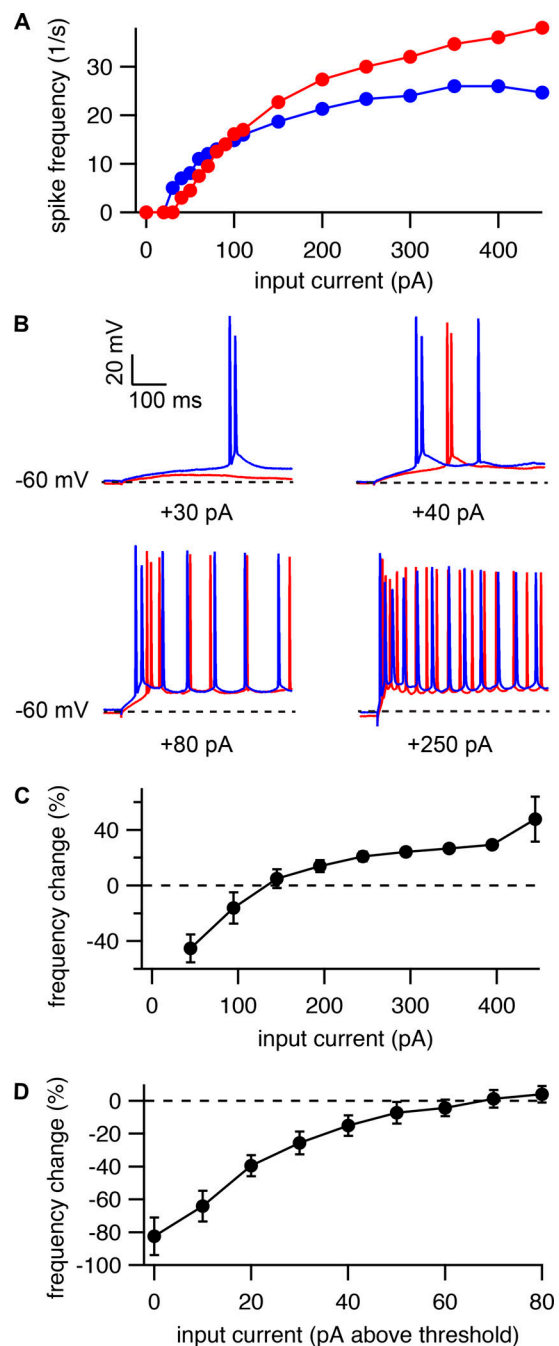 A
spike frequency (1/s)
30
20
10
0
0 100 200 300 400
input current (pA)
B
20 mV
100 ms
-60 mV
+30 pA +40 pA
-60 mV
+80 pA +250 pA
C
frequency change (%)
40
0
-40
0 100 200 300 400
input current (pA)
D
frequency change (%)
0
-20
-40
-60
-80
-100
0 20 40 60 80
input current (pA above threshold)